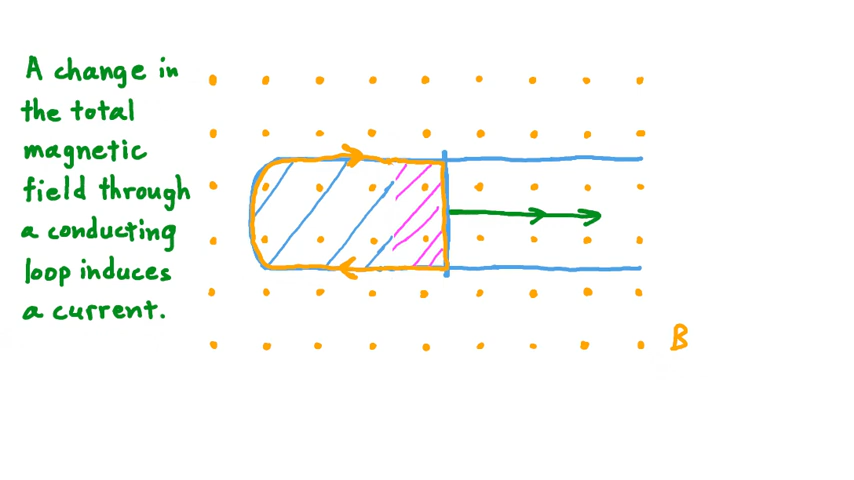 A change in
the total
magnetic
field through
a conducting
loop induces
a current.
B